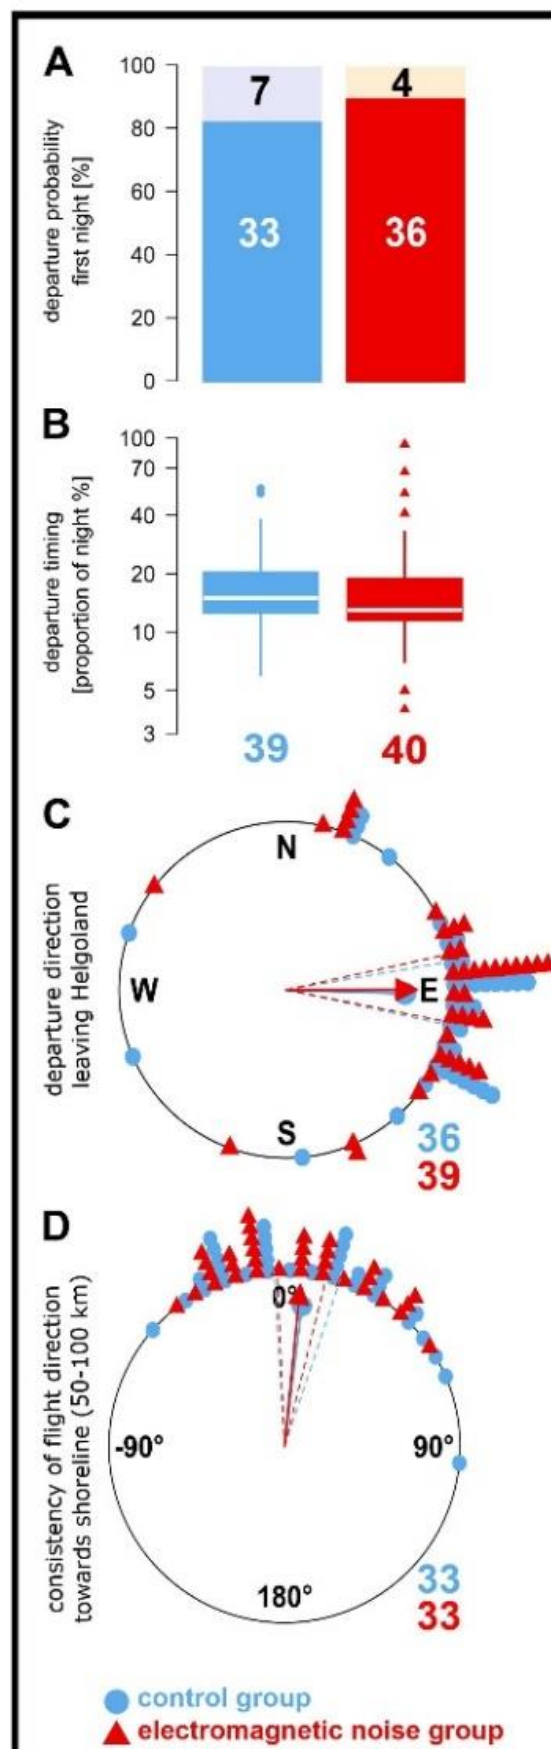 A
departure probability
first night [%]
100
80
60
40
20
0
7
4
33
36
B
departure timing
[proportion of night %]
100
70
40
20
10
5
3
39
40
C
departure direction
leaving Helgoland
N
W
E
S
36
39
D
consistency of flight direction
towards shoreline (50-100 km)
0°
-90°
90°
180°
33
33
control group
electromagnetic noise group